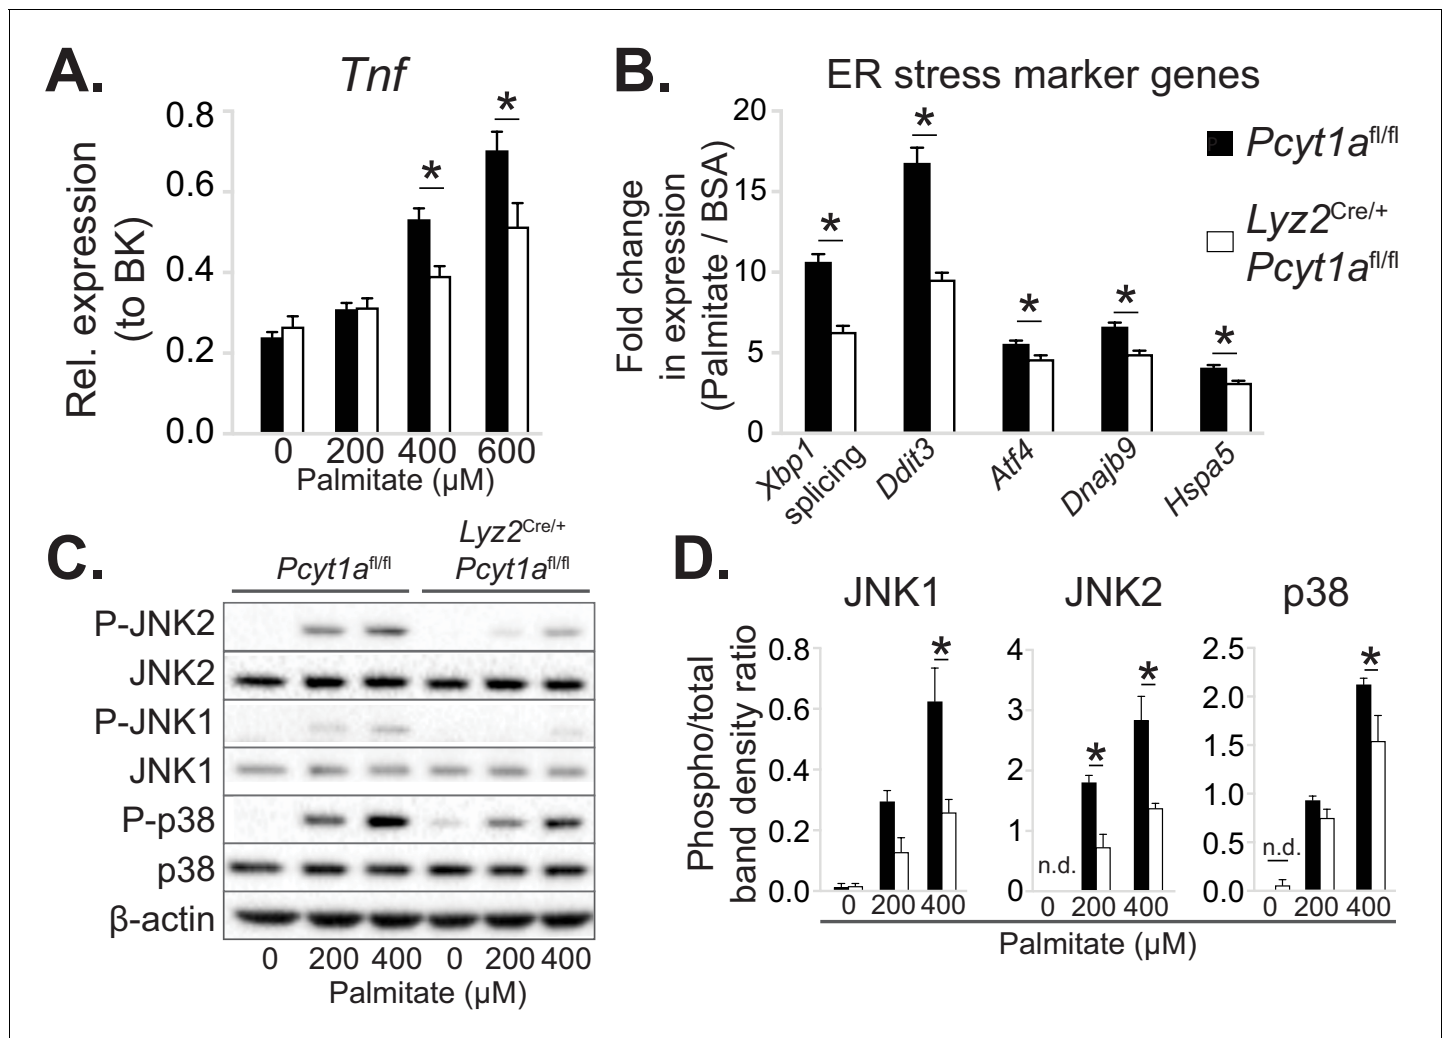 A.
Tnf
Rel. expression
(to BK)
0.8
0.6
0.4
0.2
0.0
*
*
0
200
400
600
Palmitate (µM)
B.
ER stress marker genes
Fold change
in expression
(Palmitate / BSA)
20
15
10
5
0
*
*
*
*
*
Xbp1
splicing
Ddit3
Atf4
Dnajb9
Hspa5
Pcyt1afl/fl
Lyz2Cre/+
Pcyt1afl/fl
C.
Pcyt1afl/fl
Lyz2Cre/+
Pcyt1afl/fl
P-JNK2
JNK2
P-JNK1
JNK1
P-p38
p38
β-actin
0 200 400 0 200 400
Palmitate (µM)
D.
Phospho/total
band density ratio
JNK1
0.8
0.6
0.4
0.2
0.0
*
0 200 400
JNK2
4
3
2
1
0
n.d.
*
*
0 200 400
p38
2.5
2.0
1.5
1.0
0.5
0.0
n.d.
*
0 200 400
Palmitate (µM)